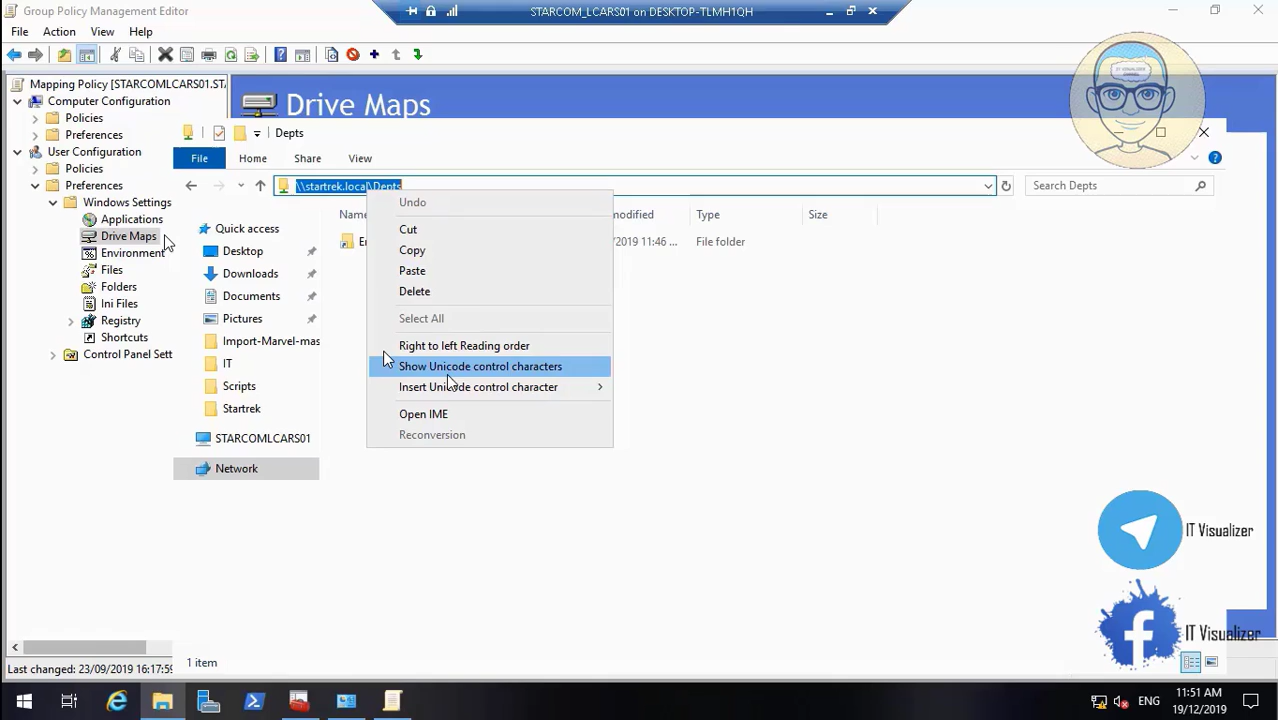 Group Policy Management Editor
STARCOM_LCARS01 on DESKTOP-TLMH1QH
File Action View Help
Mapping Policy [STARCOMLCARS01.STA
Computer Configuration
Policies
Preferences
User Configuration
Policies
Preferences
Windows Settings
Applications
Drive Maps
Environment
Files
Folders
Ini Files
Registry
Shortcuts
Control Panel Sett
Last changed: 23/09/2019 16:17:59
Drive Maps
IT VISUALIZER
CHANNEL
Depts
File Home Share View
\\startrek.local\Depts
Search Depts
Quick access
Desktop
Downloads
Documents
Pictures
Import-Marvel-mas
IT
Scripts
Startrek
STARCOMLCARS01
Network
Name
modified Type Size
/2019 11:46 ... File folder
Undo
Cut
Copy
Paste
Delete
Select All
Right to left Reading order
Show Unicode control characters
Insert Unicode control character
Open IME
Reconversion
IT Visualizer
IT Visualizer
1 item
ENG
11:51 AM
19/12/2019